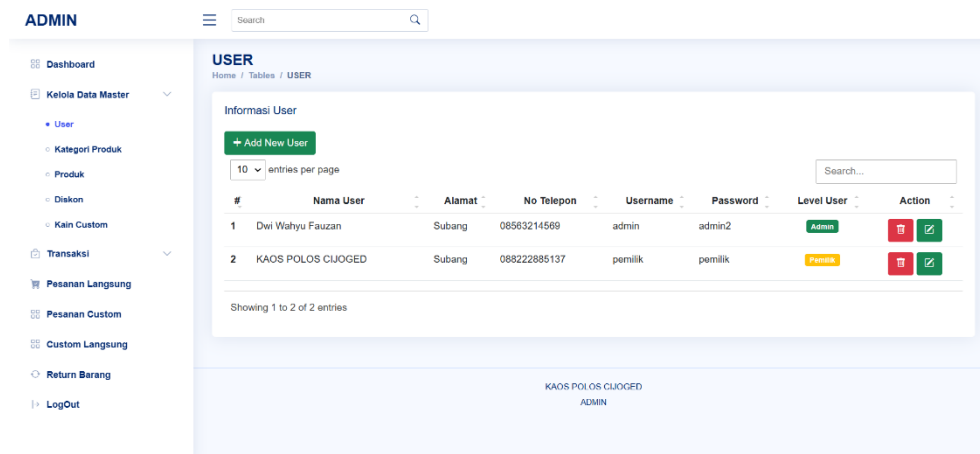 ADMIN
Search
Dashboard
Kelola Data Master
User
Kategori Produk
Produk
Diskon
Kain Custom
Transaksi
Pesanan Langsung
Pesanan Custom
Custom Langsung
Return Barang
LogOut
USER
Home / Tables / USER
Informasi User
+ Add New User
10 entries per page
Search...
# Nama User Alamat No Telepon Username Password Level User Action
1 Dwi Wahyu Fauzan Subang 08563214569 admin admin2 Admin
2 KAOS POLOS CIJOGED Subang 088222885137 pemilik pemilik Pemilik
Showing 1 to 2 of 2 entries
KAOS POLOS CIJOGED
ADMIN